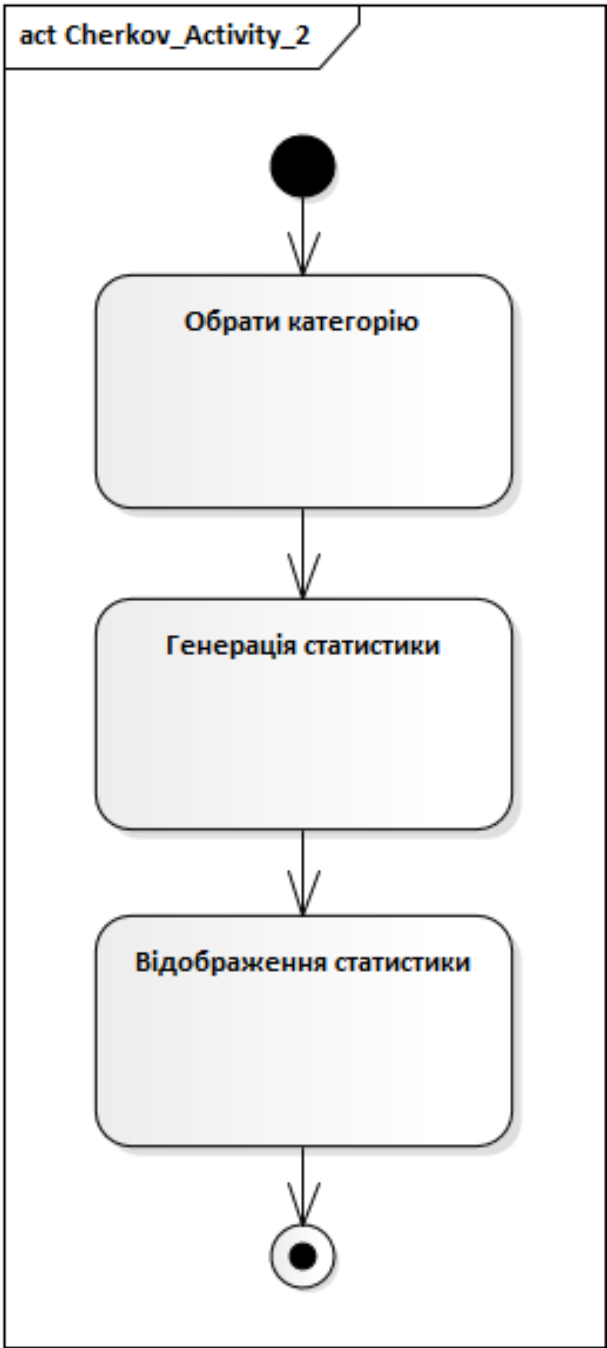 act Cherkov_Activity_2
Обрати категорію
Генерація статистики
Відображення статистики